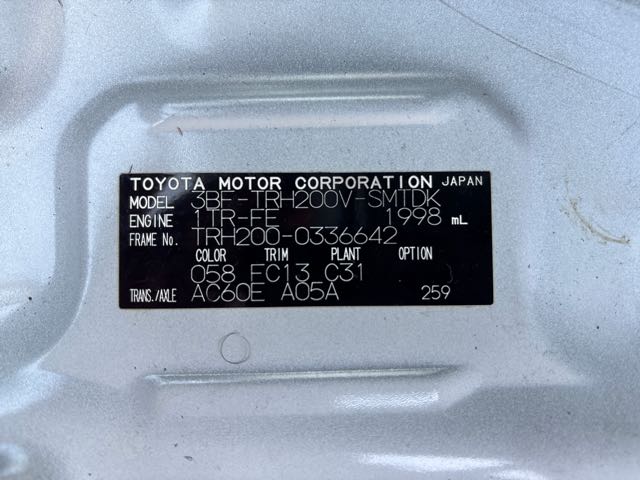 TOYOTA MOTOR CORPORATION JAPAN
MODEL 3BF-TRH200V-SMTDK
ENGINE 1TR-FE 1998 mL
FRAME No. TRH200-0336642
COLOR TRIM PLANT OPTION
058 FC13 C31
TRANS./AXLE AC60E A05A 259